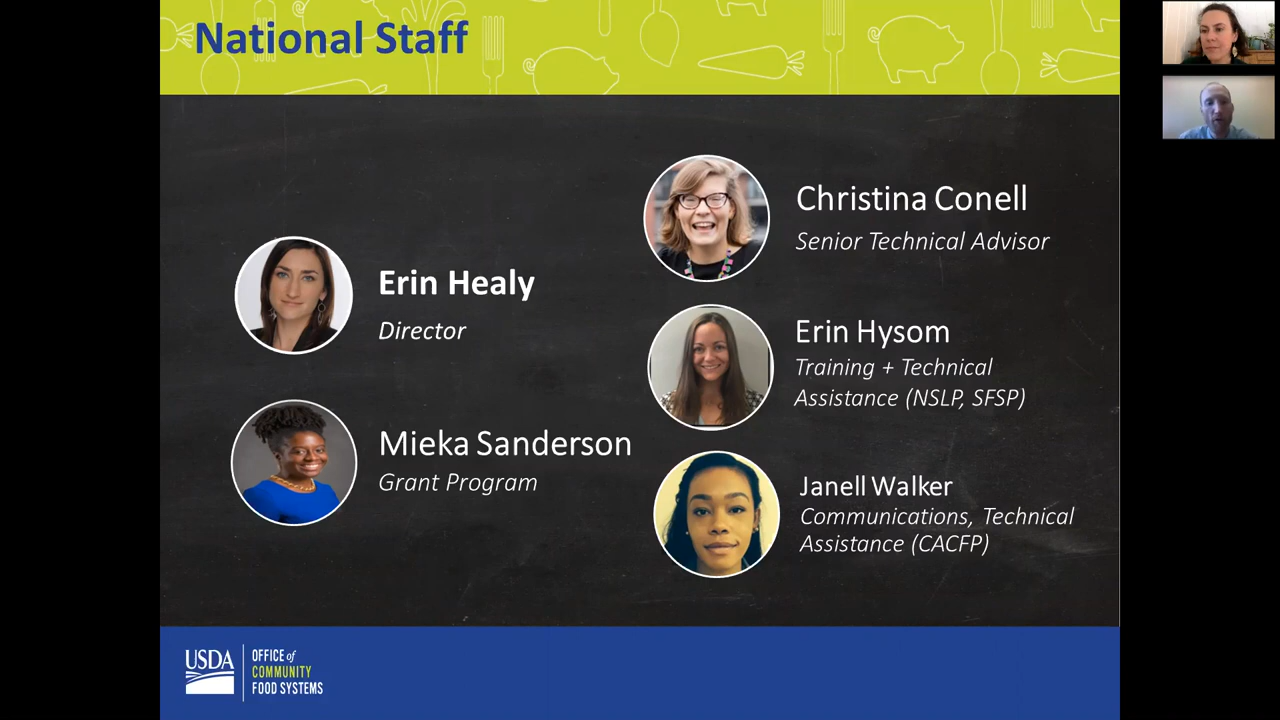 National Staff
Erin Healy
Director
Mieka Sanderson
Grant Program
Christina Conell
Senior Technical Advisor
Erin Hysom
Training + Technical
Assistance (NSLP, SFSP)
Janell Walker
Communications, Technical
Assistance (CACFP)
USDA
OFFICE of
COMMUNITY
FOOD SYSTEMS